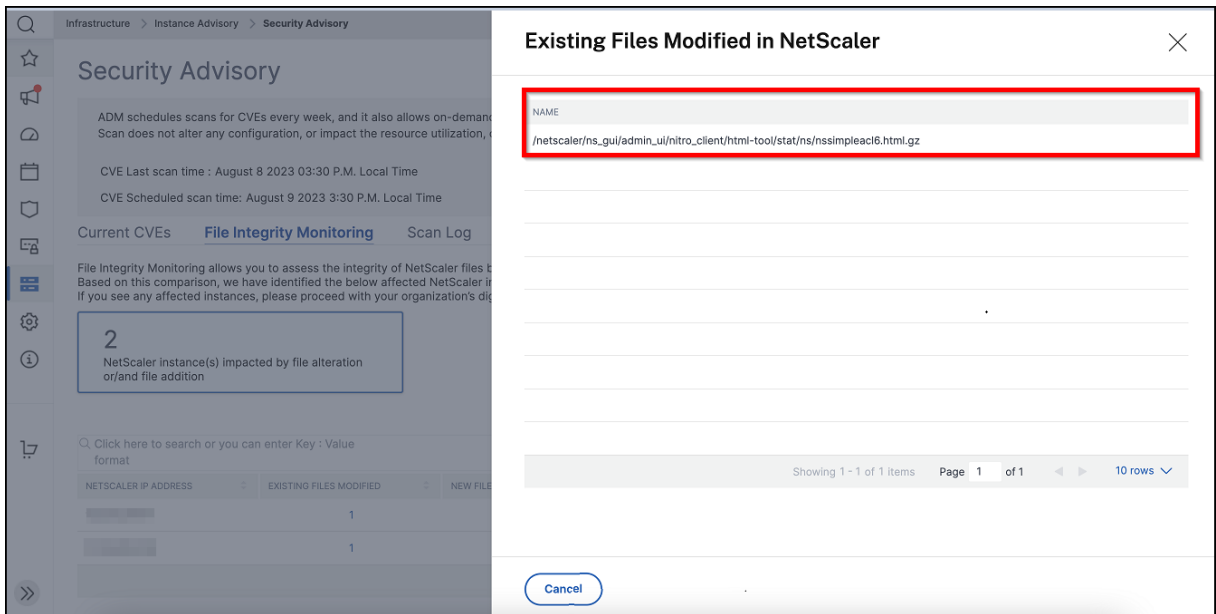 Infrastructure > Instance Advisory > Security Advisory
Security Advisory
ADM schedules scans for CVEs every week, and it also allows on-demand
Scan does not alter any configuration, or impact the resource utilization,
CVE Last scan time : August 8 2023 03:30 P.M. Local Time
CVE Scheduled scan time: August 9 2023 3:30 P.M. Local Time
Current CVEs File Integrity Monitoring Scan Log
File Integrity Monitoring allows you to assess the integrity of NetScaler files
Based on this comparison, we have identified the below affected NetScaler
If you see any affected instances, please proceed with your organization's
2
NetScaler instance(s) impacted by file alteration
or/and file addition
Click here to search or you can enter Key : Value
format
NETSCALER IP ADDRESS EXISTING FILES MODIFIED NEW FILE
1
1
Existing Files Modified in NetScaler
NAME
/netscaler/ns_gui/admin_ui/nitro_client/html-tool/stat/ns/nssimpleacl6.html.gz
Showing 1 - 1 of 1 items Page 1 of 1 10 rows
Cancel